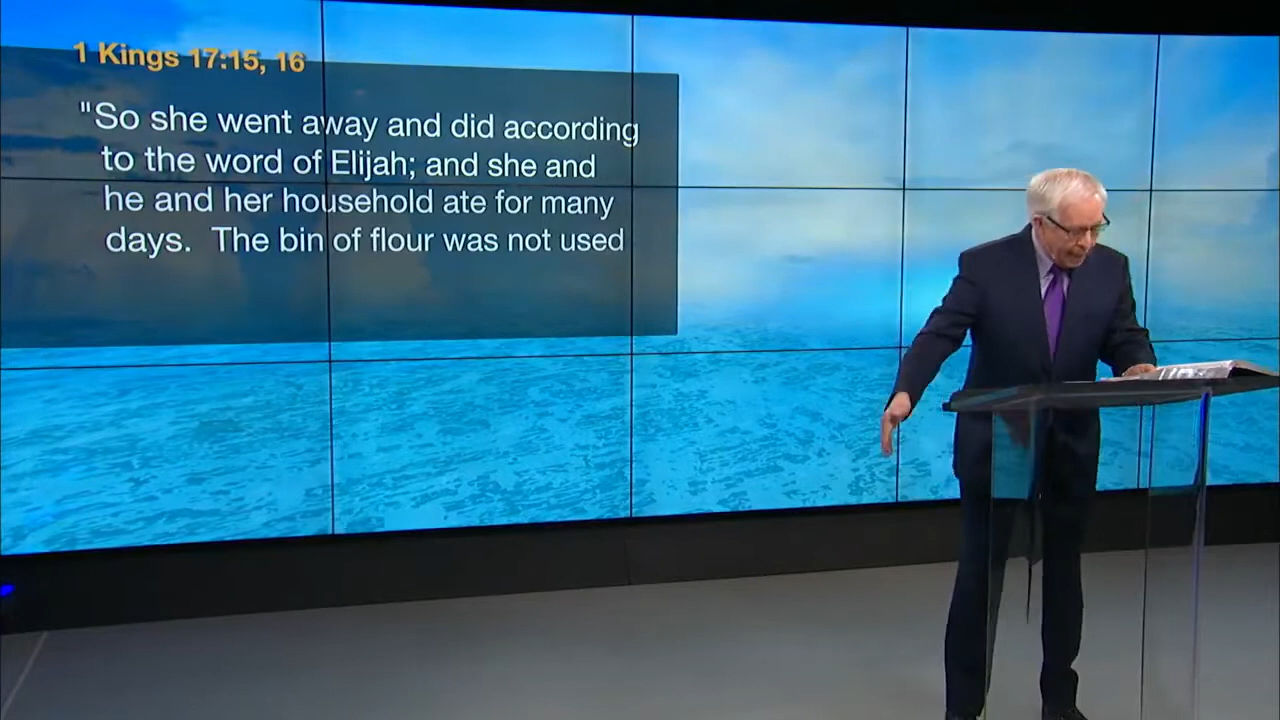 1 Kings 17:15, 16
"So she went away and did according
to the word of Elijah; and she and
he and her household ate for many
days. The bin of flour was not used